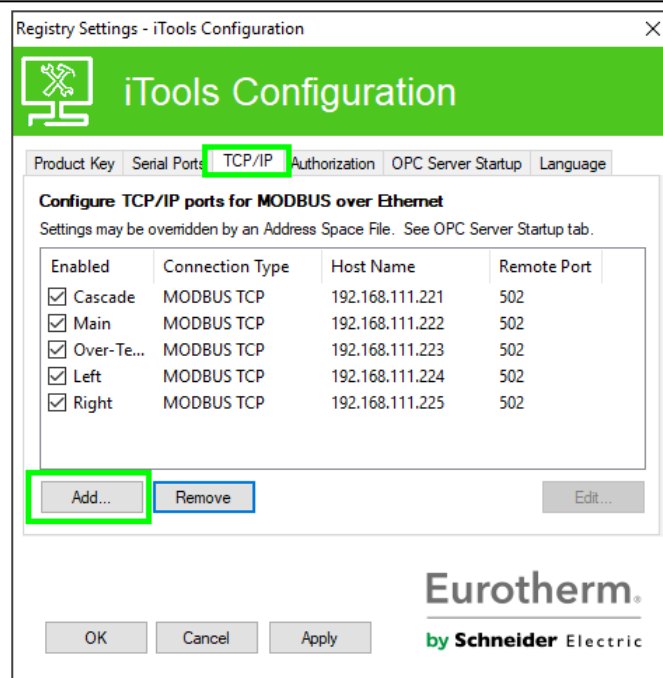 Registry Settings - iTools Configuration
iTools Configuration
Product Key Serial Ports TCP/IP Authorization OPC Server Startup Language
Configure TCP/IP ports for MODBUS over Ethernet
Settings may be overridden by an Address Space File. See OPC Server Startup tab.
Enabled Connection Type Host Name Remote Port
Cascade MODBUS TCP 192.168.111.221 502
Main MODBUS TCP 192.168.111.222 502
Over-Te... MODBUS TCP 192.168.111.223 502
Left MODBUS TCP 192.168.111.224 502
Right MODBUS TCP 192.168.111.225 502
Add... Remove Edit...
Eurotherm®
OK Cancel Apply by Schneider Electric